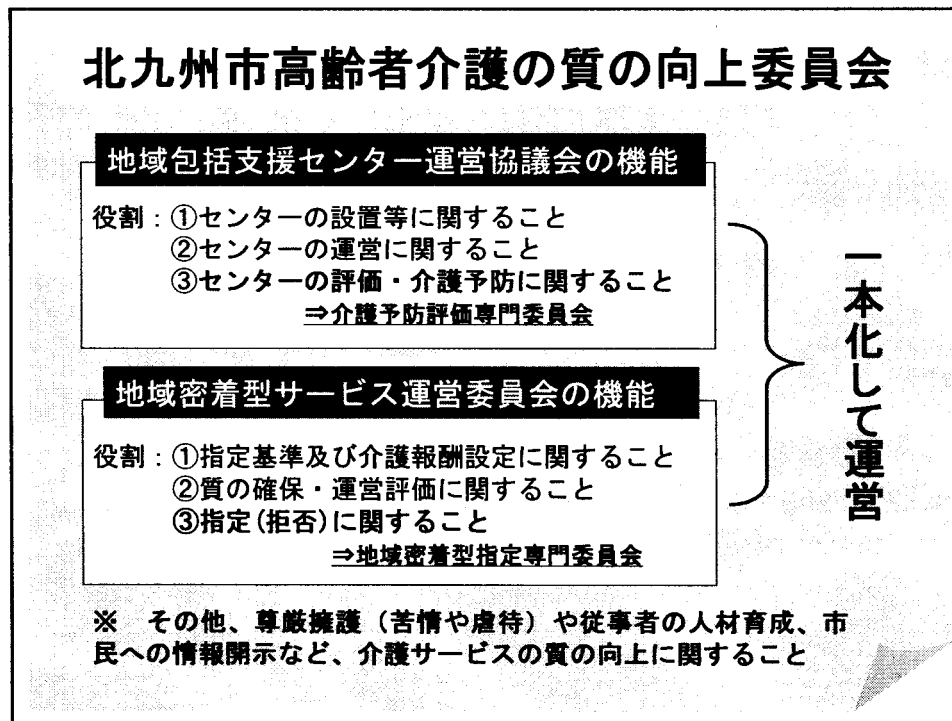 北九州市高齢者介護の質の向上委員会
地域包括支援センター運営協議会の機能
役割：①センターの設置等に関すること
②センターの運営に関すること
③センターの評価・介護予防に関すること
⇒介護予防評価専門委員会
地域密着型サービス運営委員会の機能
役割：①指定基準及び介護報酬設定に関すること
②質の確保・運営評価に関すること
③指定(拒否)に関すること
⇒地域密着型指定専門委員会
一本化して運営
※　その他、尊厳擁護（苦情や虐待）や従事者の人材育成、市
民への情報開示など、介護サービスの質の向上に関すること